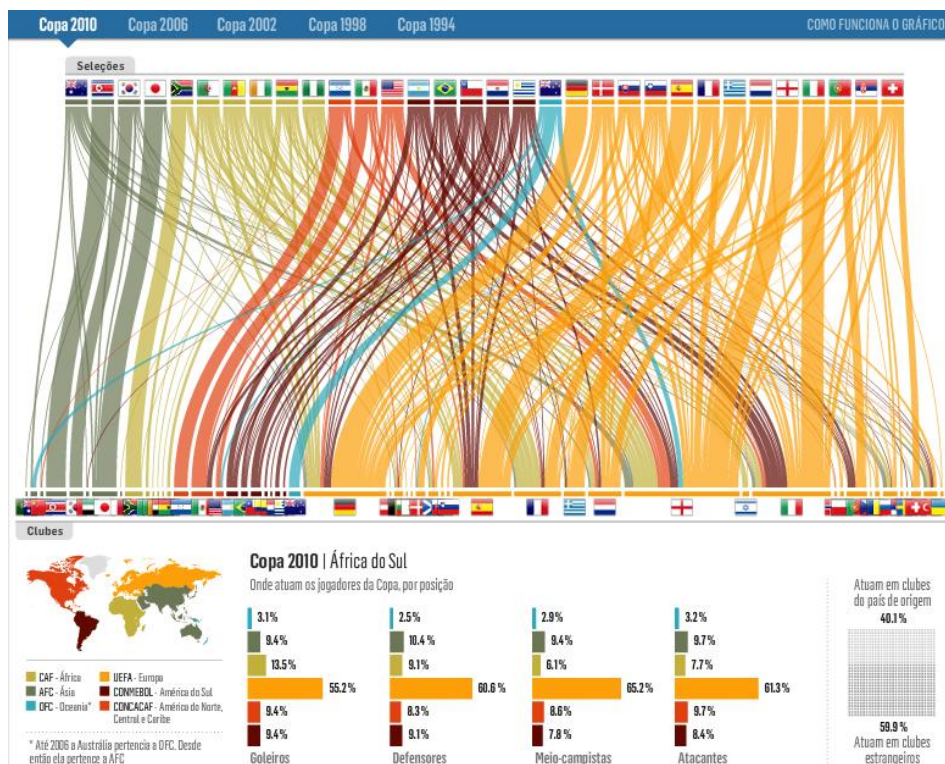 Copa 2010 Copa 2006 Copa 2002 Copa 1998 Copa 1994 COMO FUNCIONA O GRÁFICO
Seleções
Clubes
Copa 2010 | África do Sul
Onde atuam os jogadores da Copa, por posição
3.1% 2.5% 2.9% 3.2%
9.4% 10.4% 9.4% 9.7%
13.5% 9.1% 6.1% 7.7%
55.2% 60.6% 65.2% 61.3%
9.4% 8.3% 8.6% 9.7%
9.4% 9.1% 7.8% 8.4%
Goleiros Defensores Meio-campistas Atacantes
CAF - África
AFC - Ásia
OFC - Oceania*
UEFA - Europa
CONMEBOL - América do Sul
CONCACAF - América do Norte,
Central e Caribe
* Até 2006 a Austrália pertencia a OFC. Desde
então ela pertence a AFC
Atuam em clubes
do país de origem
40.1%
59.9%
Atuam em clubes
estrangeiros